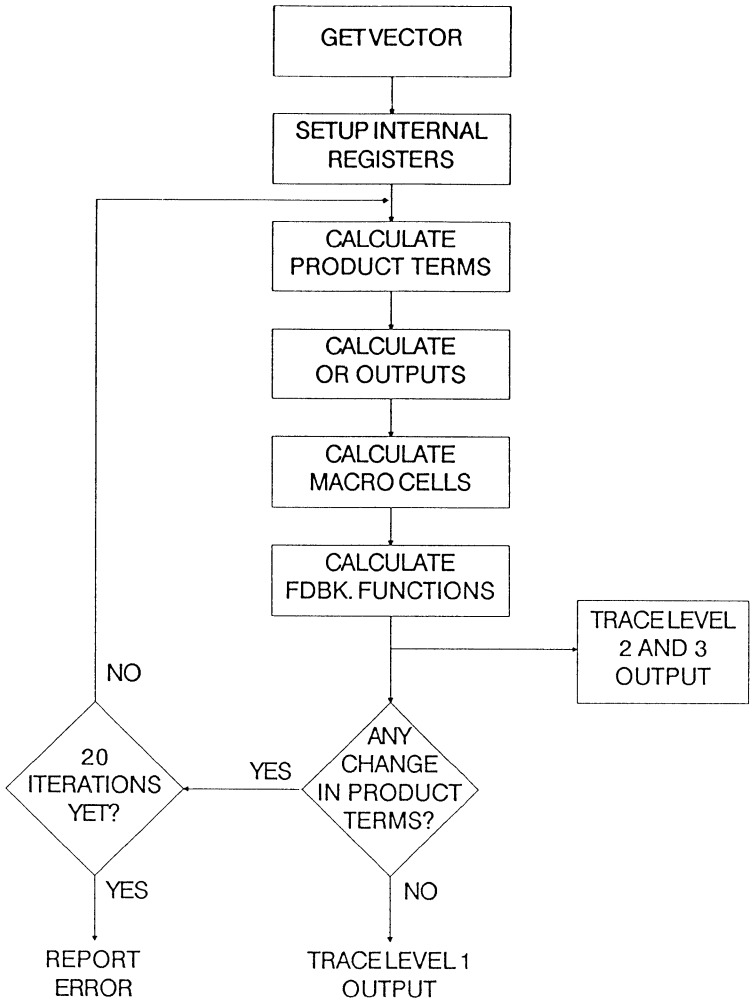 GET VECTOR
SETUP INTERNAL
REGISTERS
CALCULATE
PRODUCT TERMS
CALCULATE
OR OUTPUTS
CALCULATE
MACRO CELLS
CALCULATE
FDBK. FUNCTIONS
TRACE LEVEL
2 AND 3
OUTPUT
NO
ANY
CHANGE
IN PRODUCT
TERMS?
YES
20
ITERATIONS
YET?
YES
NO
REPORT
ERROR
TRACE LEVEL 1
OUTPUT